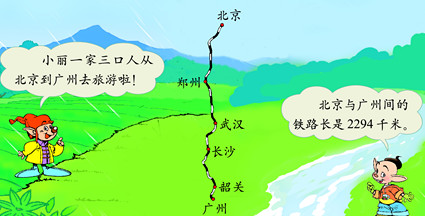 北京
小丽一家三口人从
北京到广州去旅游啦！
郑州
北京与广州间的
铁路长是2294千米。
武汉
长沙
韶关
广州